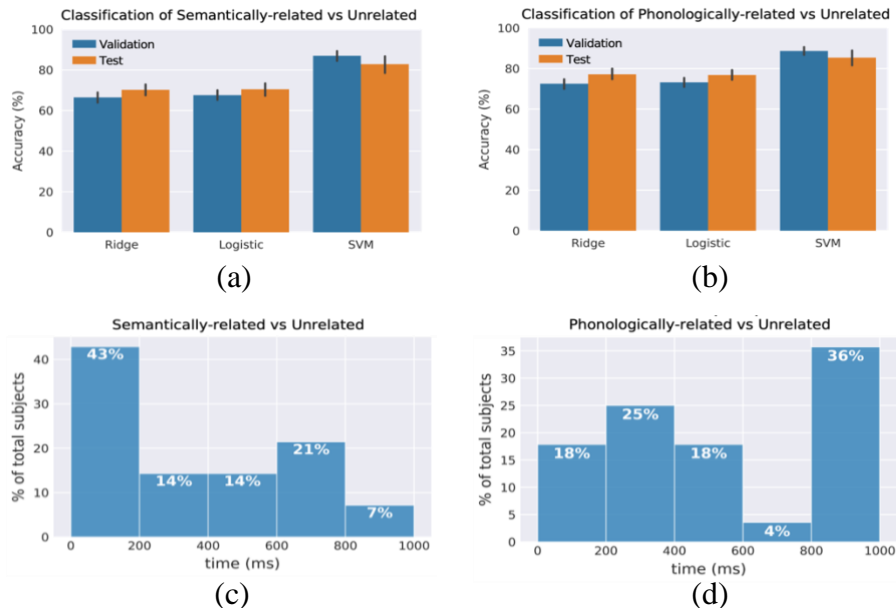 Classification of Semantically-related vs Unrelated
100
80
60
40
20
0
Accuracy (%)
Validation
Test
Ridge Logistic SVM
(a)
Classification of Phonologically-related vs Unrelated
100
80
60
40
20
0
Accuracy (%)
Validation
Test
Ridge Logistic SVM
(b)
Semantically-related vs Unrelated
40
30
20
10
0
% of total subjects
43%
14%
14%
21%
7%
0 200 400 600 800 1000
time (ms)
(c)
Phonologically-related vs Unrelated
35
30
25
20
15
10
5
0
% of total subjects
18%
25%
18%
4%
36%
0 200 400 600 800 1000
time (ms)
(d)